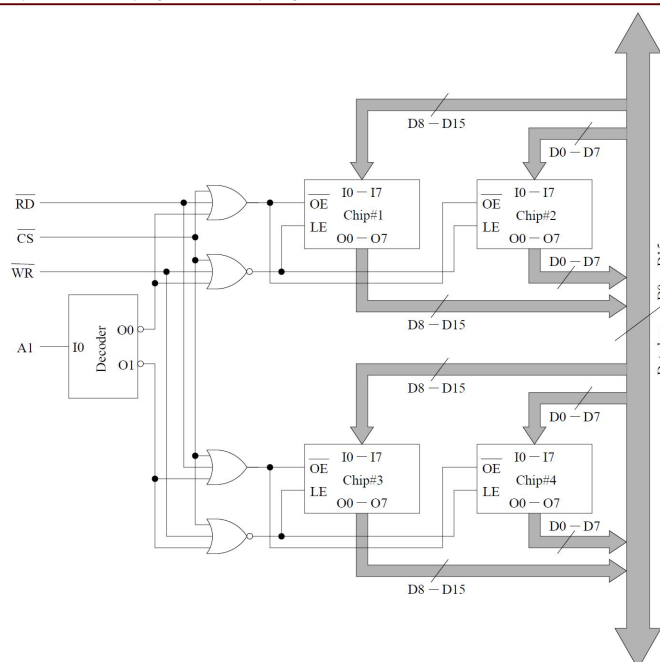 D8 — D15
D0 — D7
RD
CS
WR
OE
I0 — I7
Chip#1
LE
O0 — O7
OE
I0 — I7
Chip#2
LE
O0 — O7
D0 — D7
D8 — D15
A1
I0
Decoder
O0
O1
D8 — D15
D0 — D7
OE
I0 — I7
Chip#3
LE
O0 — O7
OE
I0 — I7
Chip#4
LE
O0 — O7
D0 — D7
D8 — D15